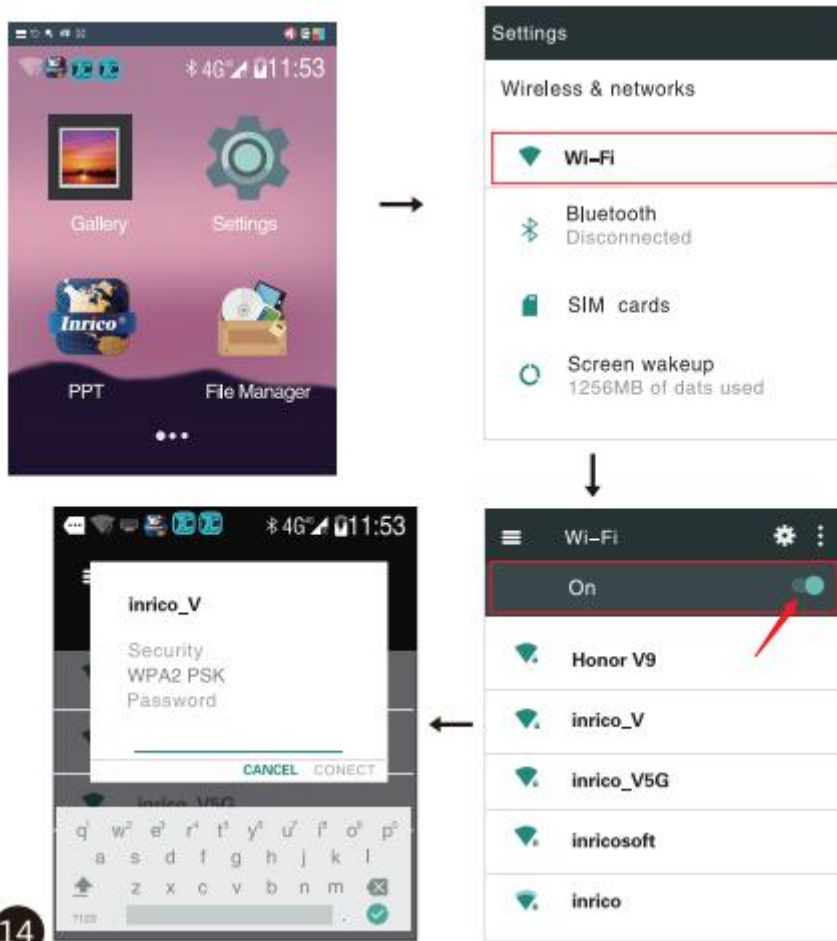 4G 11:53
Gallery Settings
Inrico
PPT File Manager
Settings
Wireless & networks
Wi-Fi
Bluetooth
Disconnected
SIM cards
Screen wakeup
1256MB of dats used
Wi-Fi
On
Honor V9
inrico_V
inrico_V5G
inricosoft
inrico
4G 11:53
inrico_V
Security
WPA2 PSK
Password
CANCEL CONECT
inrico_V5G
q w e r t y u i o p
a s d f g h j k l
z x c v b n m
?123 . .
14